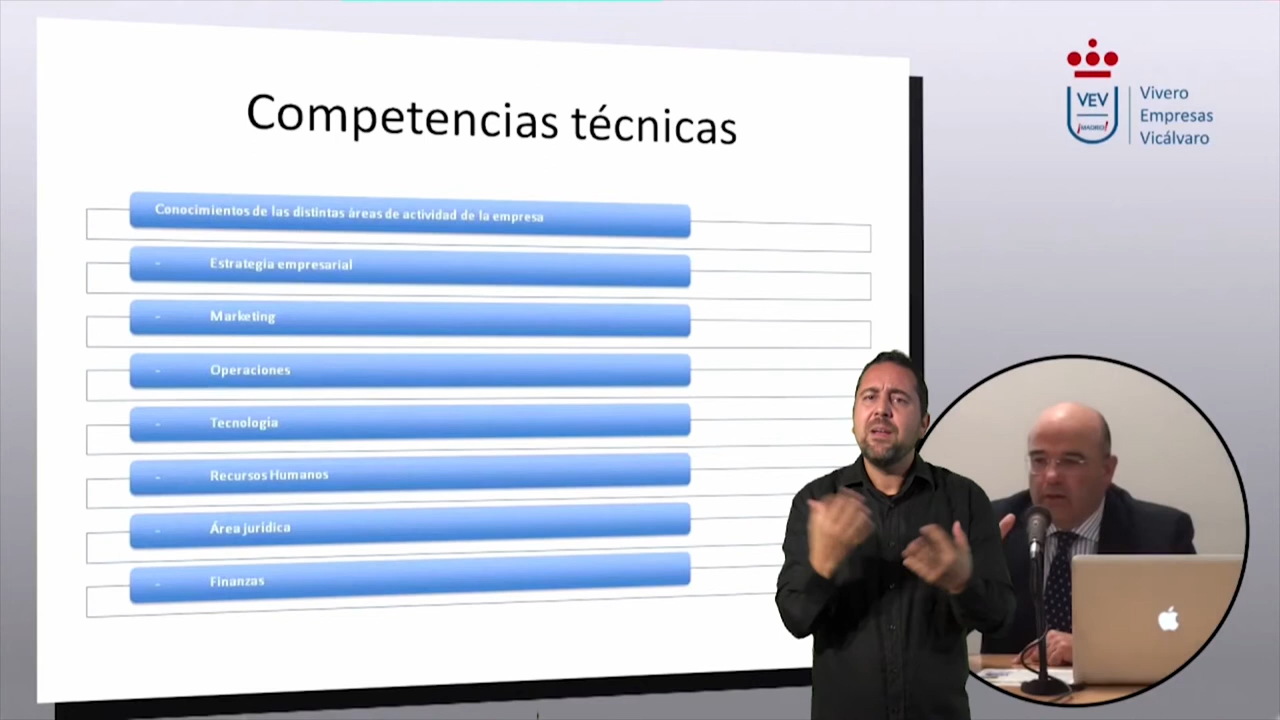 Competencias técnicas
Conocimientos de las distintas áreas de actividad de la empresa
- Estrategia empresarial
- Marketing
- Operaciones
- Tecnología
- Recursos Humanos
- Área jurídica
- Finanzas
VEV
¡MADRID!
Vivero
Empresas
Vicálvaro